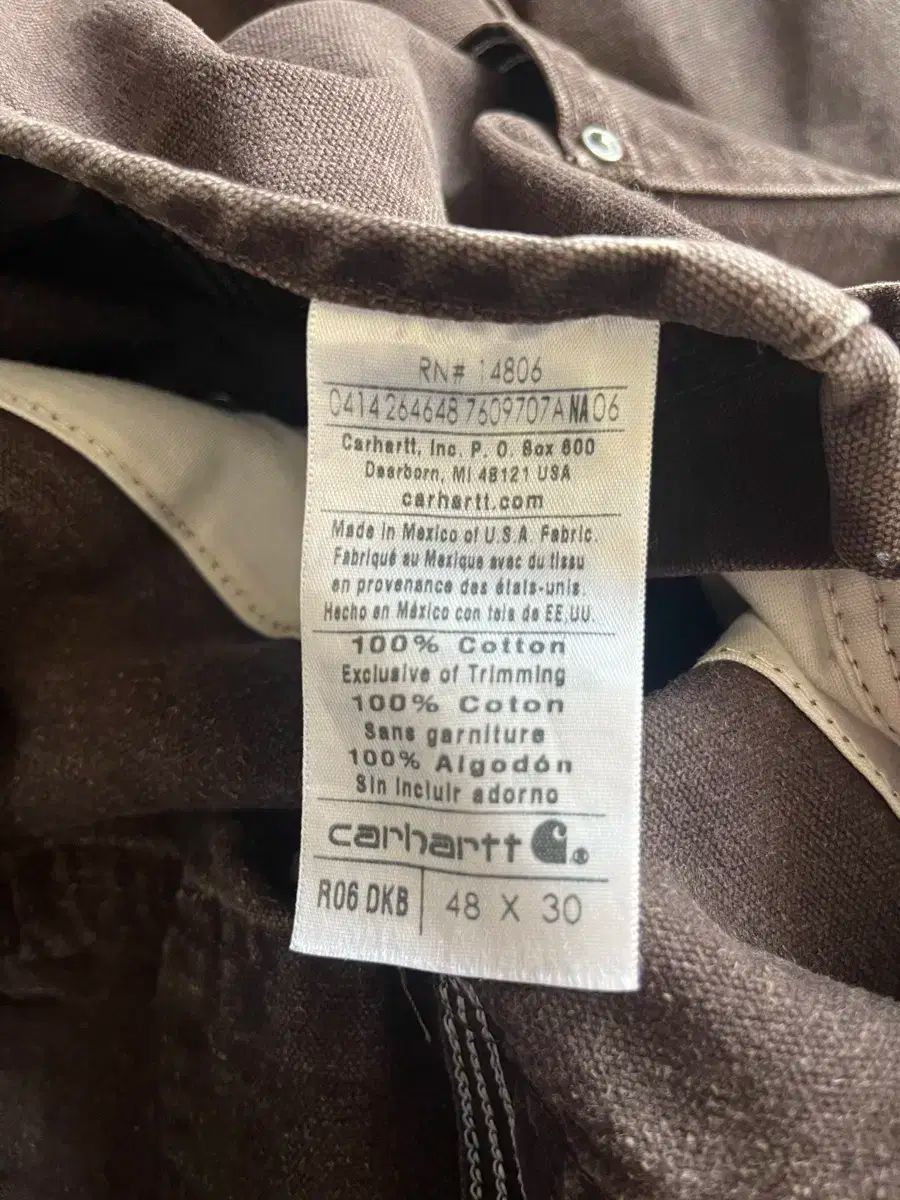 RN# 14806
0414 264648 7609707A NA 06
Carhartt, Inc. P. O. Box 600
Dearborn, MI 48121 USA
carhartt.com
Made in Mexico of U.S.A. Fabric.
Fabriqué au Mexique avec du tissu
en provenance des états-unis.
Hecho en México con tela de EE.UU.
100% Cotton
Exclusive of Trimming
100% Coton
Sans garniture
100% Algodón
Sin incluir adorno
carhartt ®
R06 DKB 48 X 30